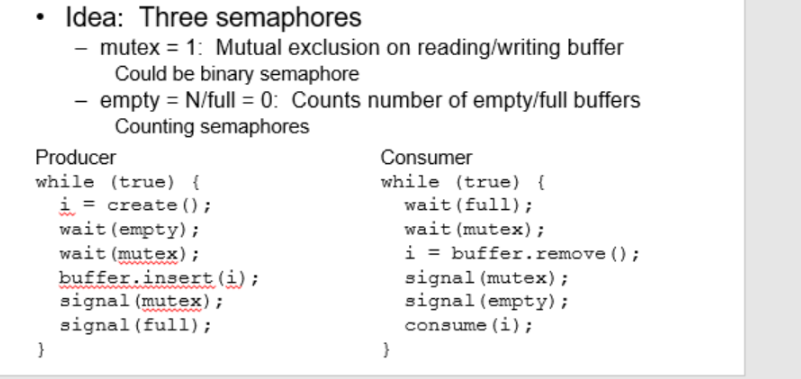 • Idea: Three semaphores
– mutex = 1: Mutual exclusion on reading/writing buffer
Could be binary semaphore
– empty = N/full = 0: Counts number of empty/full buffers
Counting semaphores
Producer
while (true) {
i = create();
wait(empty);
wait(mutex);
buffer.insert(i);
signal(mutex);
signal(full);
}
Consumer
while (true) {
wait(full);
wait(mutex);
i = buffer.remove();
signal(mutex);
signal(empty);
consume(i);
}